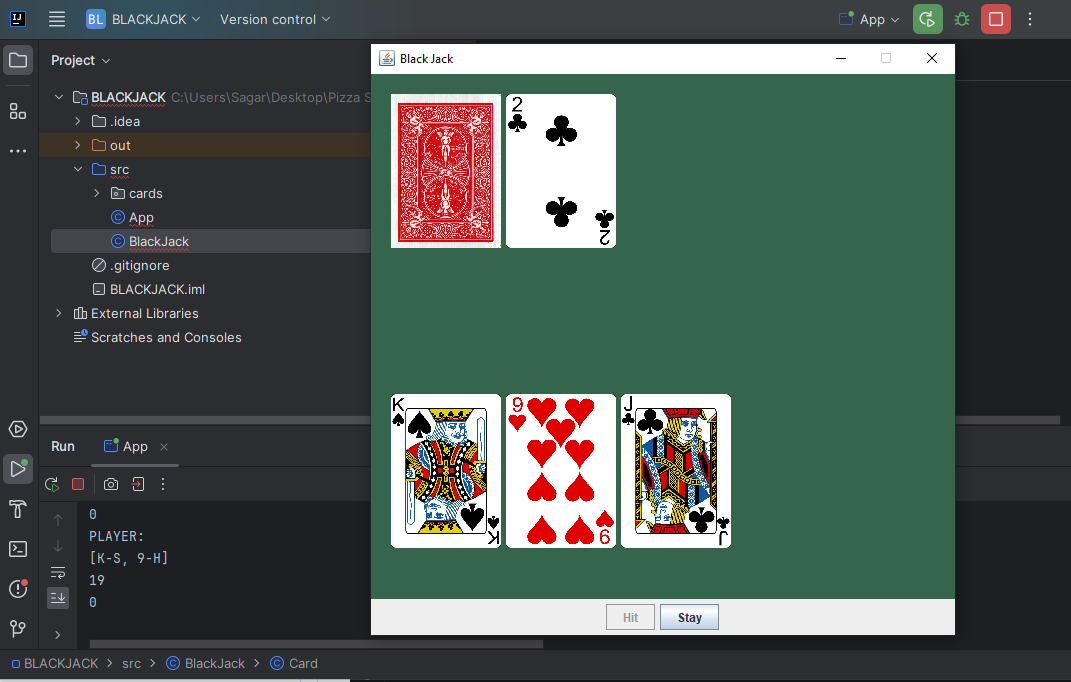 IJ BL BLACKJACK Version control App
Project
BLACKJACK C:\Users\Sagar\Desktop\Pizza S
.idea
out
src
cards
App
BlackJack
.gitignore
BLACKJACK.iml
External Libraries
Scratches and Consoles
Black Jack
2
2
K 9 J
K 9 J
Hit Stay
Run App
0
PLAYER:
[K-S, 9-H]
19
0
BLACKJACK > src > BlackJack > Card